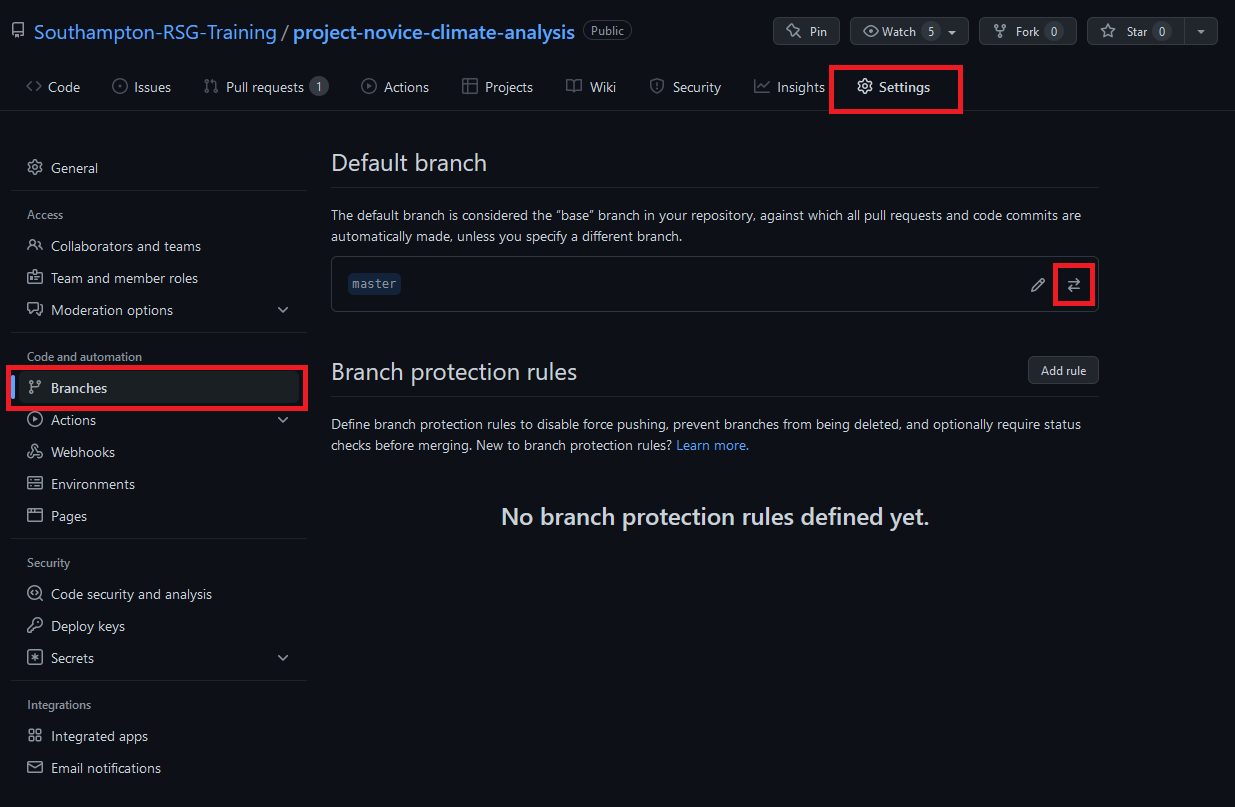 Southampton-RSG-Training / project-novice-climate-analysis Public
Pin Watch 5 Fork 0 Star 0
Code Issues Pull requests 1 Actions Projects Wiki Security Insights Settings
General
Access
Collaborators and teams
Team and member roles
Moderation options
Code and automation
Branches
Actions
Webhooks
Environments
Pages
Security
Code security and analysis
Deploy keys
Secrets
Integrations
Integrated apps
Email notifications
Default branch
The default branch is considered the “base” branch in your repository, against which all pull requests and code commits are
automatically made, unless you specify a different branch.
master
Branch protection rules
Add rule
Define branch protection rules to disable force pushing, prevent branches from being deleted, and optionally require status
checks before merging. New to branch protection rules? Learn more.
No branch protection rules defined yet.